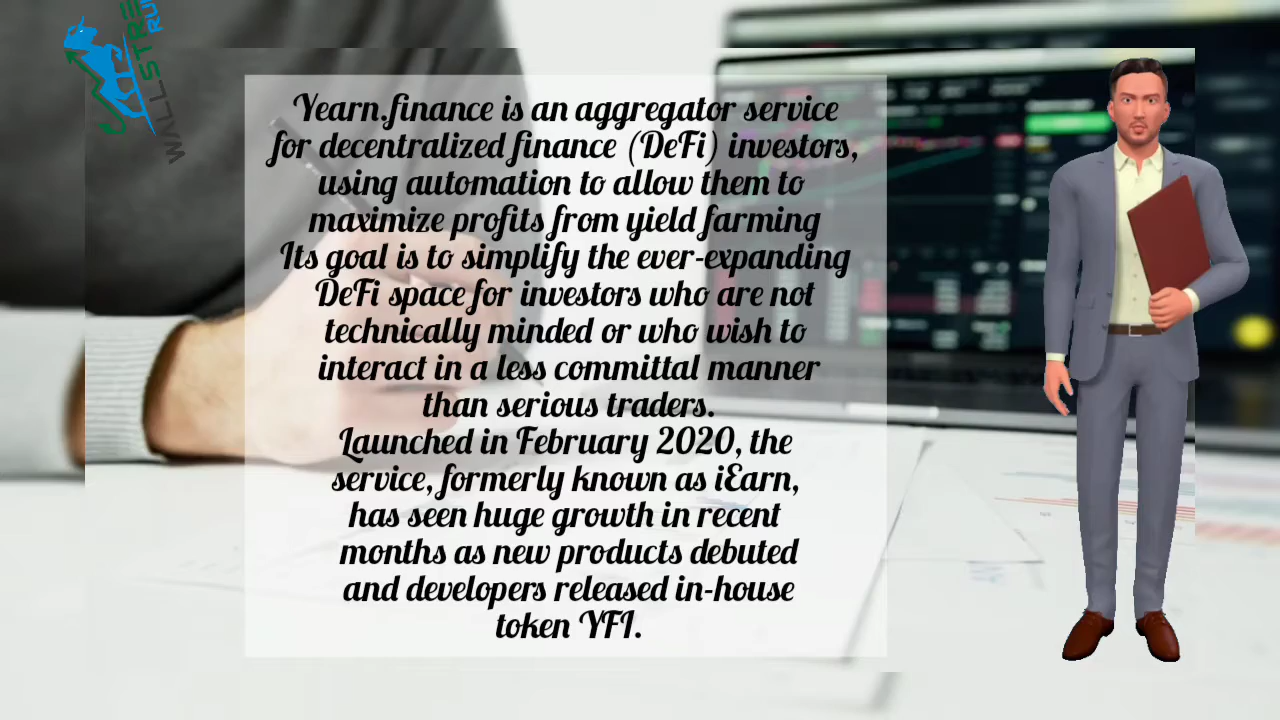 WALLSTREET
RU
Yearn.finance is an aggregator service
for decentralized finance (DeFi) investors,
using automation to allow them to
maximize profits from yield farming
Its goal is to simplify the ever-expanding
DeFi space for investors who are not
technically minded or who wish to
interact in a less committal manner
than serious traders.
Launched in February 2020, the
service, formerly known as iEarn,
has seen huge growth in recent
months as new products debuted
and developers released in-house
token YFI.